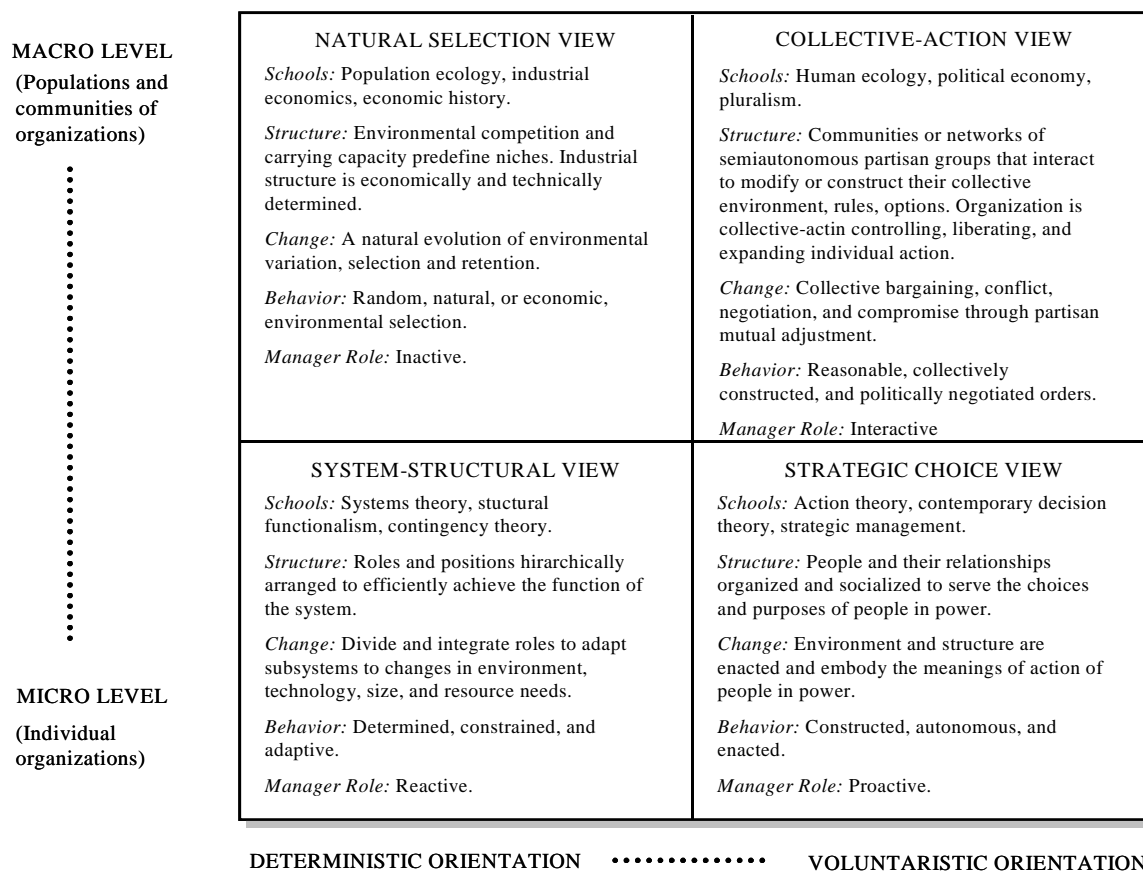 MACRO LEVEL
(Populations and
communities of
organizations)
NATURAL SELECTION VIEW
Schools: Population ecology, industrial
economics, economic history.
Structure: Environmental competition and
carrying capacity predefine niches. Industrial
structure is economically and technically
determined.
Change: A natural evolution of environmental
variation, selection and retention.
Behavior: Random, natural, or economic,
environmental selection.
Manager Role: Inactive.
COLLECTIVE-ACTION VIEW
Schools: Human ecology, political economy,
pluralism.
Structure: Communities or networks of
semiautonomous partisan groups that interact
to modify or construct their collective
environment, rules, options. Organization is
collective-actin controlling, liberating, and
expanding individual action.
Change: Collective bargaining, conflict,
negotiation, and compromise through partisan
mutual adjustment.
Behavior: Reasonable, collectively
constructed, and politically negotiated orders.
Manager Role: Interactive
MICRO LEVEL
(Individual
organizations)
SYSTEM-STRUCTURAL VIEW
Schools: Systems theory, stuctural
functionalism, contingency theory.
Structure: Roles and positions hirarchically
arranged to efficiently achieve the function of
the system.
Change: Divide and integrate roles to adapt
subsystems to changes in environment,
technology, size, and resource needs.
Behavior: Determined, constrained, and
adaptive.
Manager Role: Reactive.
STRATEGIC CHOICE VIEW
Schools: Action theory, contemporary decision
theory, strategic management.
Structure: People and their relationships
organized and socialized to serve the choices
and purposes of people in power.
Change: Environment and structure are
enacted and embody the meanings of action of
people in power.
Behavior: Constructed, autonomous, and
enacted.
Manager Role: Proactive.
DETERMINISTIC ORIENTATION
VOLUNTARISTIC ORIENTATION